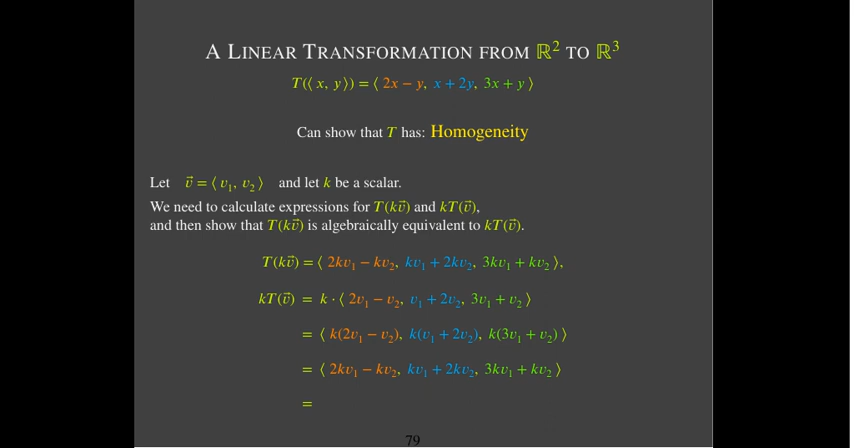 A LINEAR TRANSFORMATION FROM ℝ² TO ℝ³
T(⟨ x, y ⟩) = ⟨ 2x − y, x + 2y, 3x + y ⟩
Can show that T has: Homogeneity
Let v⃗ = ⟨ v₁, v₂ ⟩ and let k be a scalar.
We need to calculate expressions for T(kv⃗) and kT(v⃗),
and then show that T(kv⃗) is algebraically equivalent to kT(v⃗).
T(kv⃗) = ⟨ 2kv₁ − kv₂, kv₁ + 2kv₂, 3kv₁ + kv₂ ⟩,
kT(v⃗) = k · ⟨ 2v₁ − v₂, v₁ + 2v₂, 3v₁ + v₂ ⟩
= ⟨ k(2v₁ − v₂), k(v₁ + 2v₂), k(3v₁ + v₂) ⟩
= ⟨ 2kv₁ − kv₂, kv₁ + 2kv₂, 3kv₁ + kv₂ ⟩
=
79